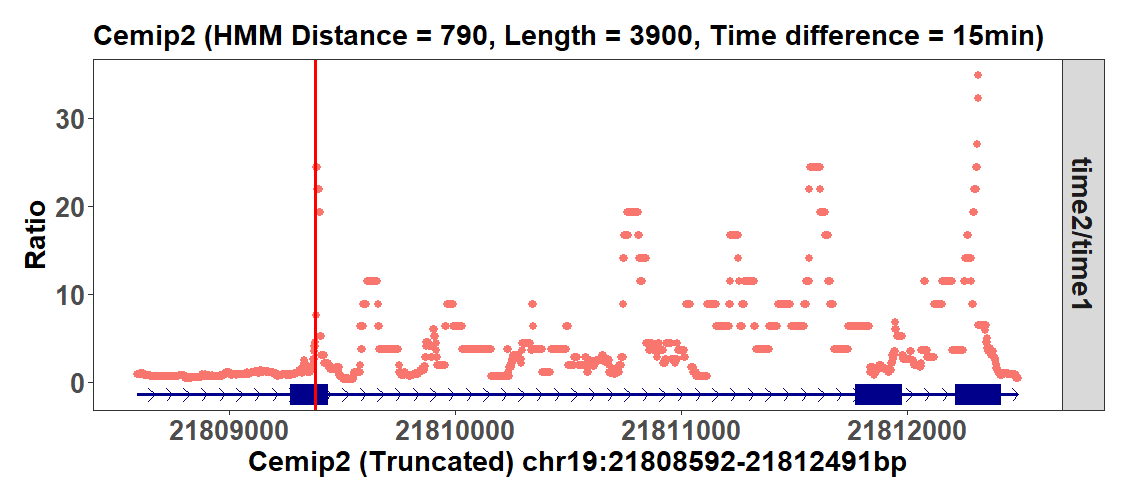 Cemip2 (HMM Distance = 790, Length = 3900, Time difference = 15min)
30
20
10
0
Ratio
time2/time1
21809000 21810000 21811000 21812000
Cemip2 (Truncated) chr19:21808592-21812491bp